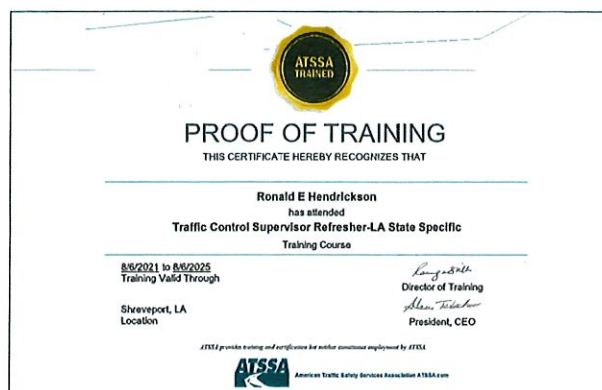 ATSSA
TRAINED
PROOF OF TRAINING
THIS CERTIFICATE HEREBY RECOGNIZES THAT
Ronald E Hendrickson
has attended
Traffic Control Supervisor Refresher-LA State Specific
Training Course
8/6/2021 to 8/6/2025
Training Valid Through
Director of Training
Shreveport, LA
Location
President, CEO
ATSSA provides training and certification but neither constitutes employment by ATSSA
ATSSA
American Traffic Safety Services Association ATSSA.com